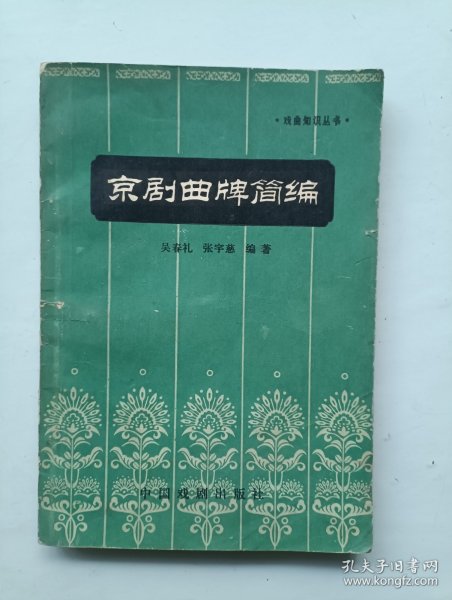 •戏曲知识丛书•
京剧曲牌简编
吴春礼 张宇慈 编著
中国戏剧出版社
孔夫子旧书网
www.kongfz.com